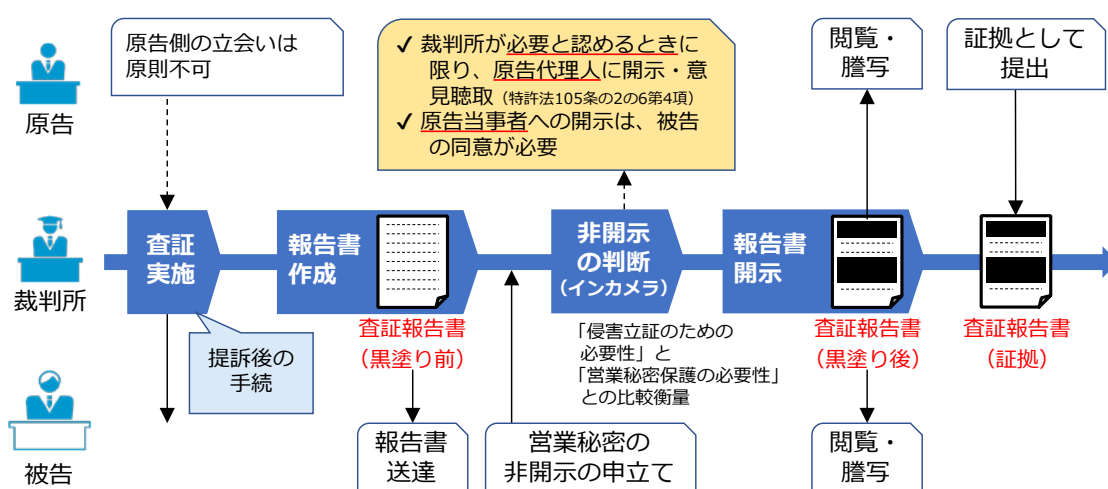 原告側の立会いは
原則不可
✓ 裁判所が必要と認めるときに
限り、原告代理人に開示・意
見聴取（特許法105条の2の6第4項）
✓ 原告当事者への開示は、被告
の同意が必要
閲覧・
謄写
証拠として
提出
原告
査証
実施
報告書
作成
非開示
の判断
（インカメラ）
報告書
開示
裁判所
査証報告書
（黒塗り前）
「侵害立証のための
必要性」と
「営業秘密保護の必要性」
との比較衡量
査証報告書
（黒塗り後）
査証報告書
（証拠）
提訴後の
手続
被告
報告書
送達
営業秘密の
非開示の申立て
閲覧・
謄写